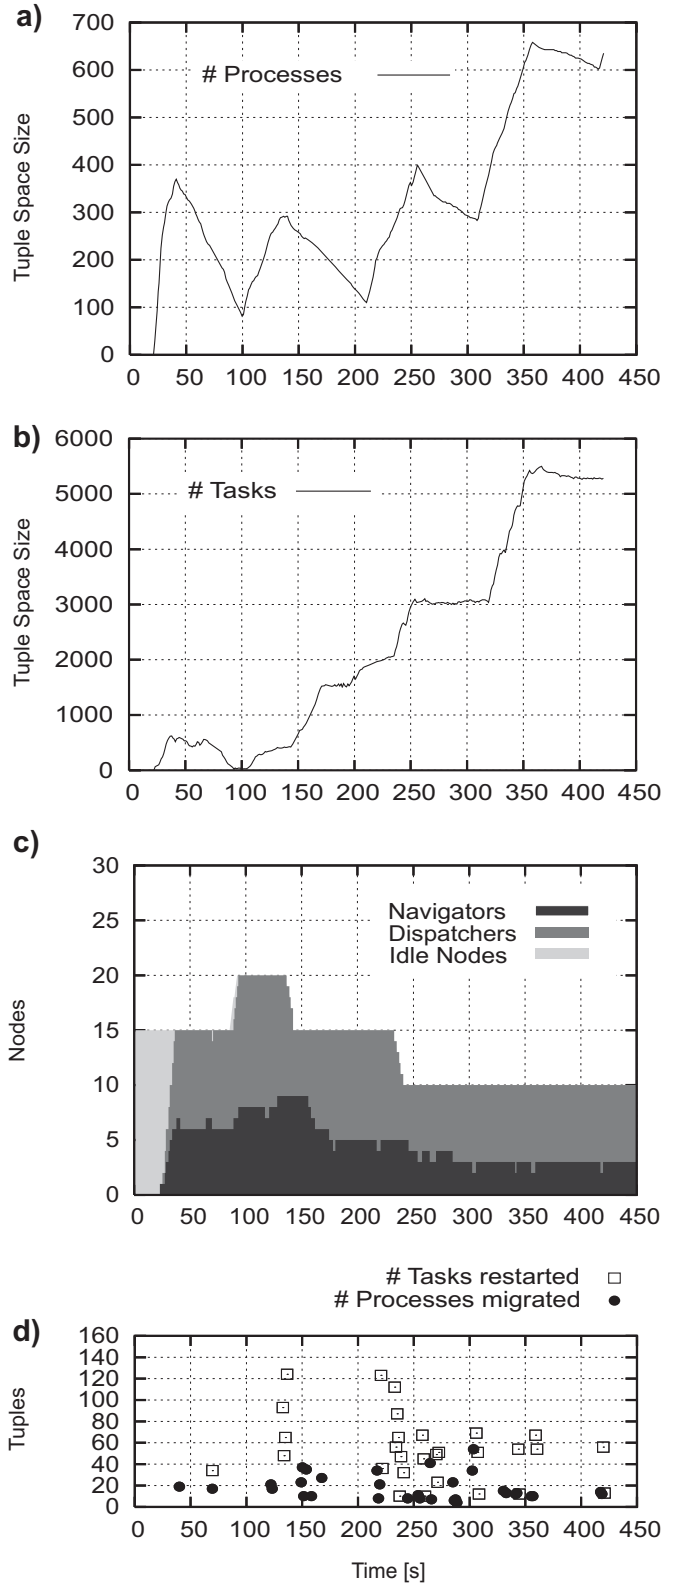 a)
700
600
500
400
300
200
100
0
Tuple Space Size
# Processes
0 50 100 150 200 250 300 350 400 450
b)
6000
5000
4000
3000
2000
1000
0
Tuple Space Size
# Tasks
0 50 100 150 200 250 300 350 400 450
c)
30
25
20
15
10
5
0
Nodes
Navigators
Dispatchers
Idle Nodes
0 50 100 150 200 250 300 350 400 450
# Tasks restarted
# Processes migrated
d)
160
140
120
100
80
60
40
20
0
Tuples
0 50 100 150 200 250 300 350 400 450
Time [s]